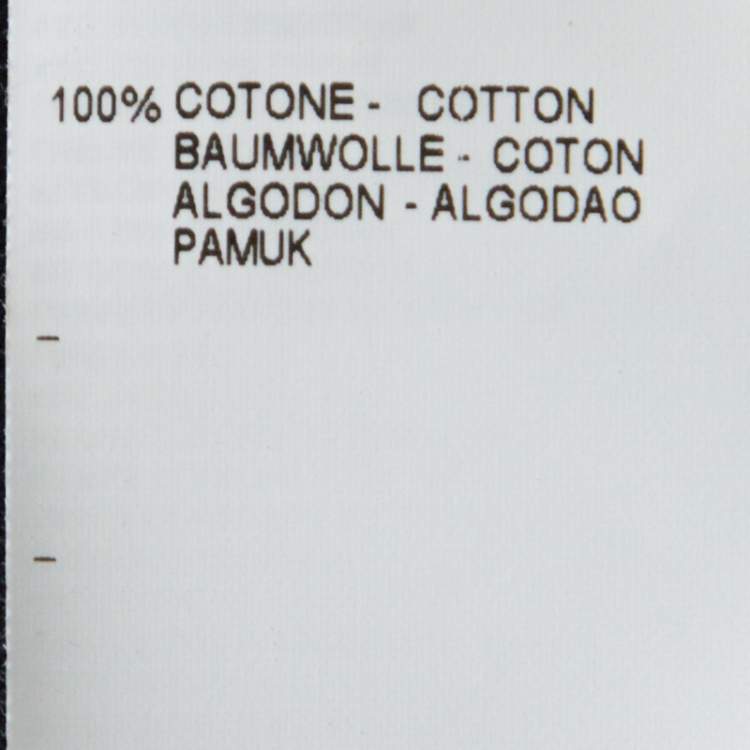 100% COTONE - COTTON
BAUMWOLLE - COTON
ALGODON - ALGODAO
PAMUK
-
-